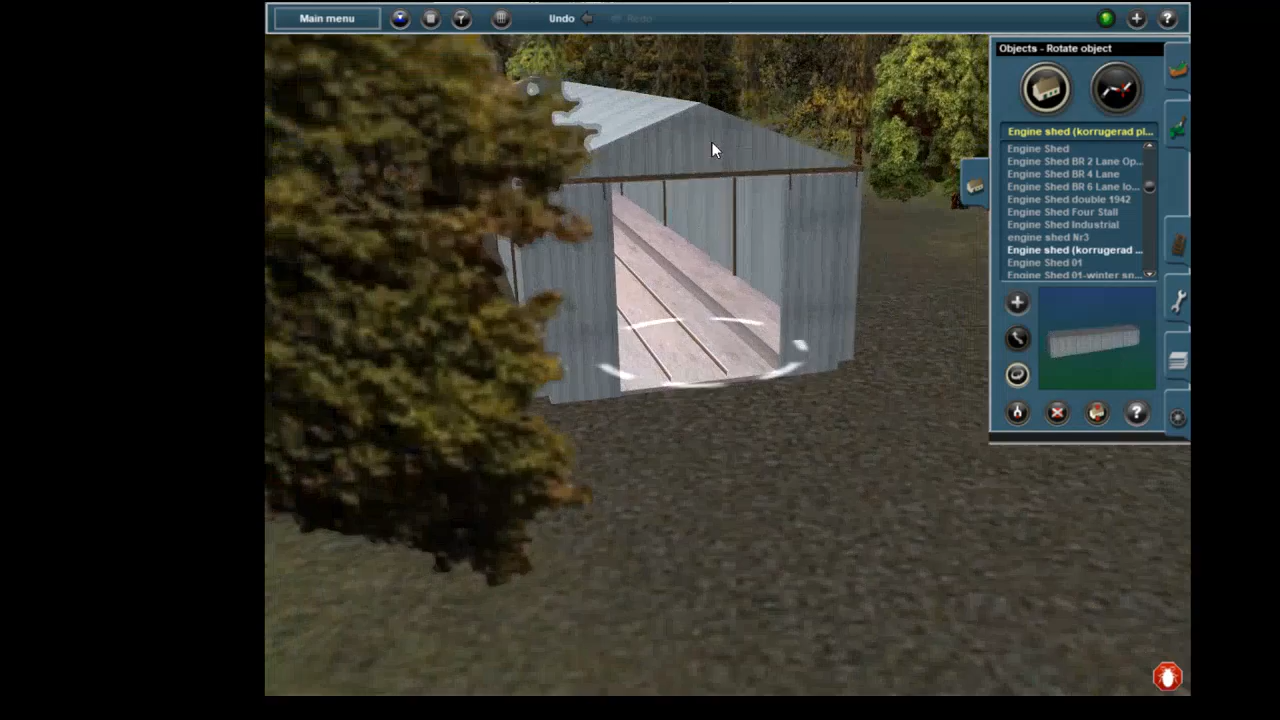 Main menu
Undo
Redo
Objects - Rotate object
Engine shed (korrugerad pl...
Engine Shed
Engine Shed BR 2 Lane Op...
Engine Shed BR 4 Lane
Engine Shed BR 6 Lane lo...
Engine Shed double 1942
Engine Shed Four Stall
Engine Shed Industrial
engine shed Nr3
Engine shed (korrugerad ...
Engine Shed 01
Engine Shed 01-winter sn...